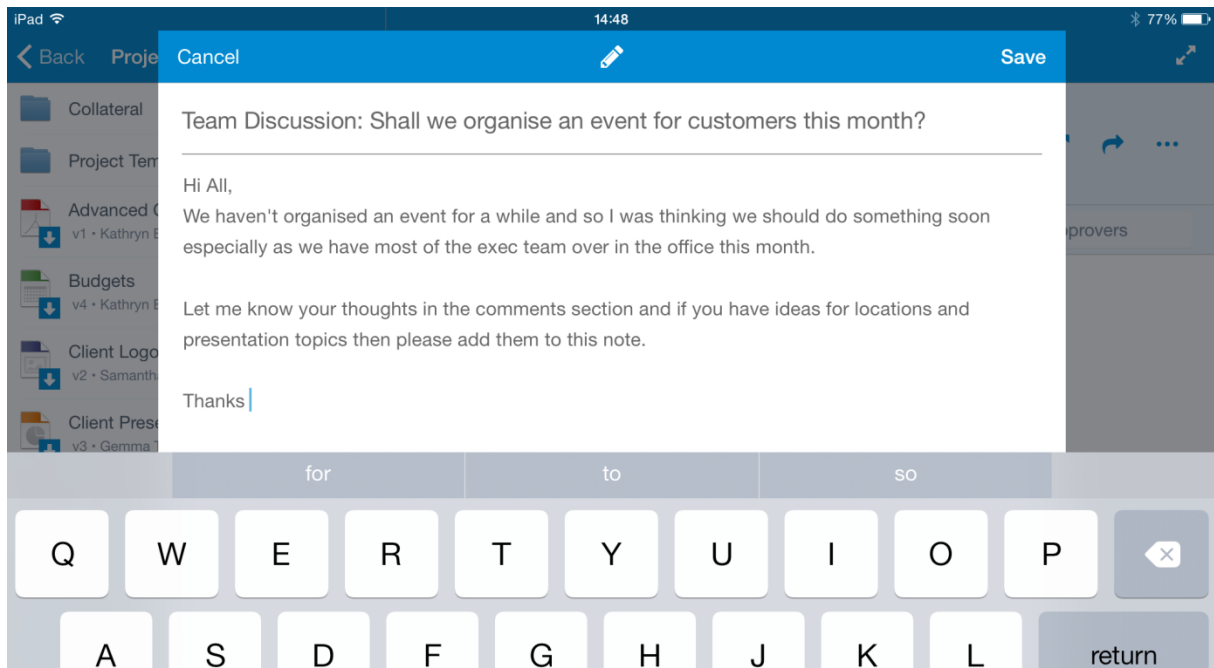 iPad 14:48 77%
Back Proje Cancel Save
Team Discussion: Shall we organise an event for customers this month?
Hi All,
We haven't organised an event for a while and so I was thinking we should do something soon
especially as we have most of the exec team over in the office this month.
Let me know your thoughts in the comments section and if you have ideas for locations and
presentation topics then please add them to this note.
Thanks
Collateral
Project Tem
Advanced
v1 • Kathryn
Budgets
v4 • Kathryn
Client Logo
v2 • Samanth
Client Prese
v3 • Gemma
provers
for to so
Q W E R T Y U I O P
A S D F G H J K L return